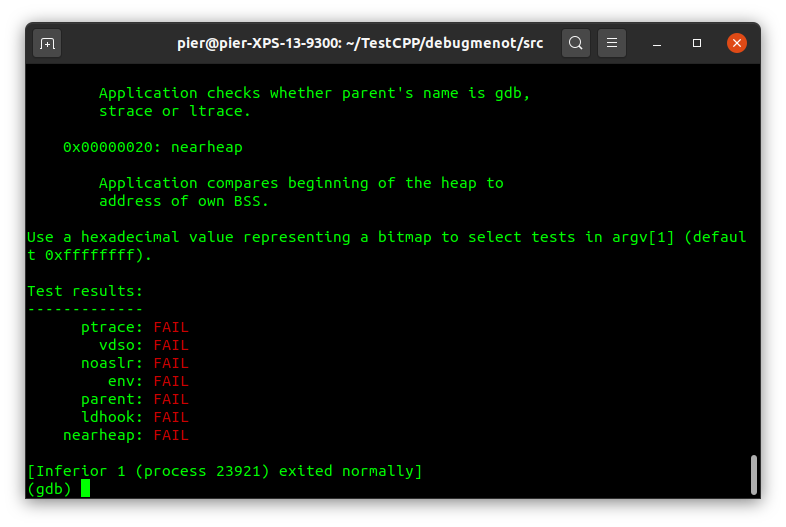 pier@pier-XPS-13-9300: ~/TestCPP/debugmenot/src
Application checks whether parent's name is gdb,
strace or ltrace.
0x00000020: nearheap
Application compares beginning of the heap to
address of own BSS.
Use a hexadecimal value representing a bitmap to select tests in argv[1] (defaul
t 0xffffffff).
Test results:
-------------
ptrace: FAIL
vdso: FAIL
noaslr: FAIL
env: FAIL
parent: FAIL
ldhook: FAIL
nearheap: FAIL
[Inferior 1 (process 23921) exited normally]
(gdb)